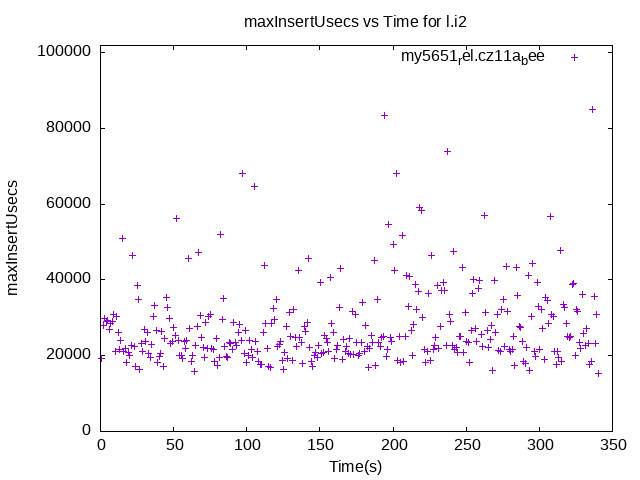 maxInsertUsecs vs Time for l.i2
my5651rel.cz11abee
100000
80000
60000
40000
20000
0
maxInsertUsecs
0 50 100 150 200 250 300 350
Time(s)